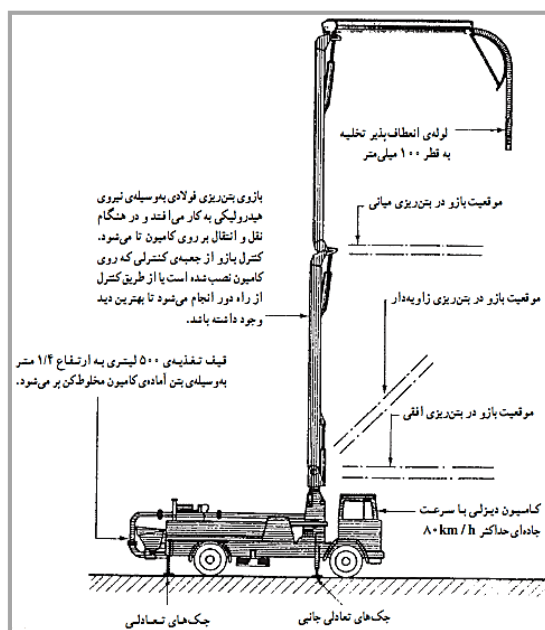 لوله‌ی انعطاف‌پذیر تخلیه
به قطر ۱۰۰ میلی‌متر
بازوی بتن‌ریزی فولادی به‌وسیله‌ی نیروی
هیدرولیکی به کار می‌افتد و در هنگام
نقل و انتقال بر روی کامیون تا می‌شود.
کنترل بازو از جعبه‌ی کنترلی که روی
کامیون نصب‌شده است یا از طریق کنترل
از راه دور انجام می‌شود تا بهترین دید
وجود داشته باشد.
موقعیت بازو در بتن‌ریزی میانی
موقعیت بازو در بتن‌ریزی زاویه‌دار
قیف تغذیه‌ی ۵۰۰ لیتری به ارتفاع ۱/۴ متر
به‌وسیله‌ی بتن آماده‌ی کامیون مخلوط‌کن پر می‌شود.
موقعیت بازو در بتن‌ریزی افقی
کامیون دیزلی با سرعت
جاده‌ای حداکثر ۸۰ km / h
جک‌های تعادلی جانبی
جک‌های تعادلی